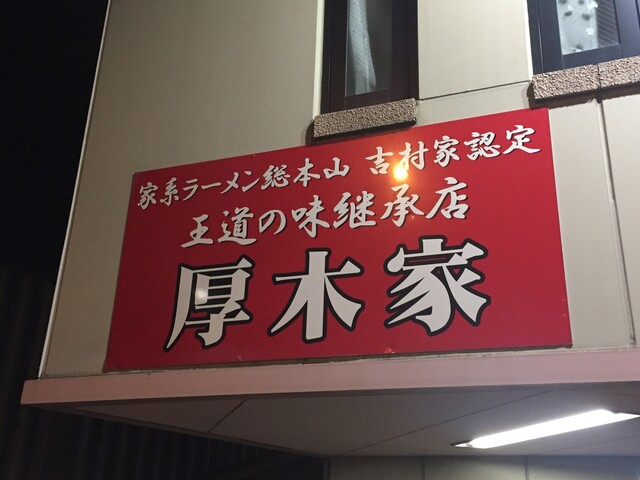 家系ラーメン総本山 吉村家認定
王道の味継承店
厚木家